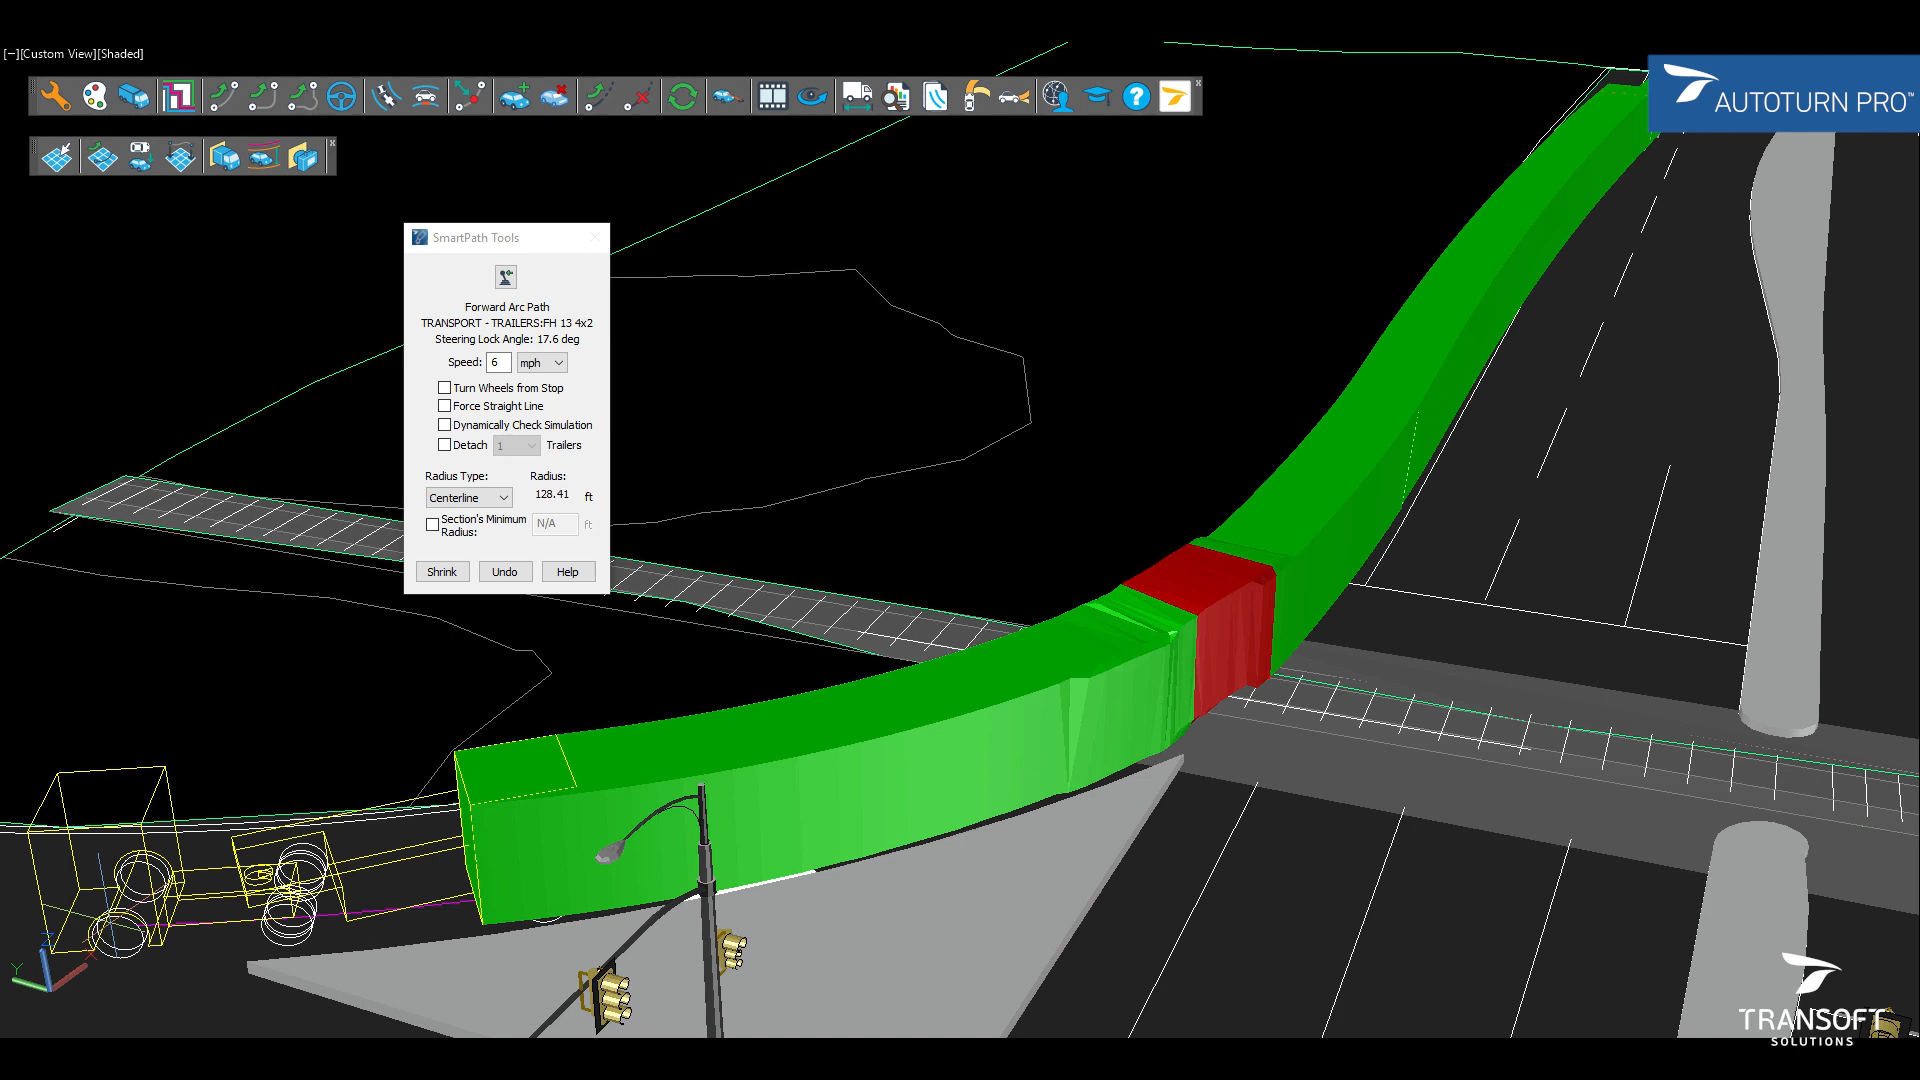 [−][Custom View][Shaded]
AUTOTURN PRO™
SmartPath Tools
Forward Arc Path
TRANSPORT - TRAILERS:FH 13 4x2
Steering Lock Angle: 17.6 deg
Speed: 6 mph
Turn Wheels from Stop
Force Straight Line
Dynamically Check Simulation
Detach 1 Trailers
Radius Type: Radius:
Centerline 128.41 ft
Section's Minimum Radius: N/A ft
Shrink Undo Help
Z
Y
X
TRANSOFT
SOLUTIONS